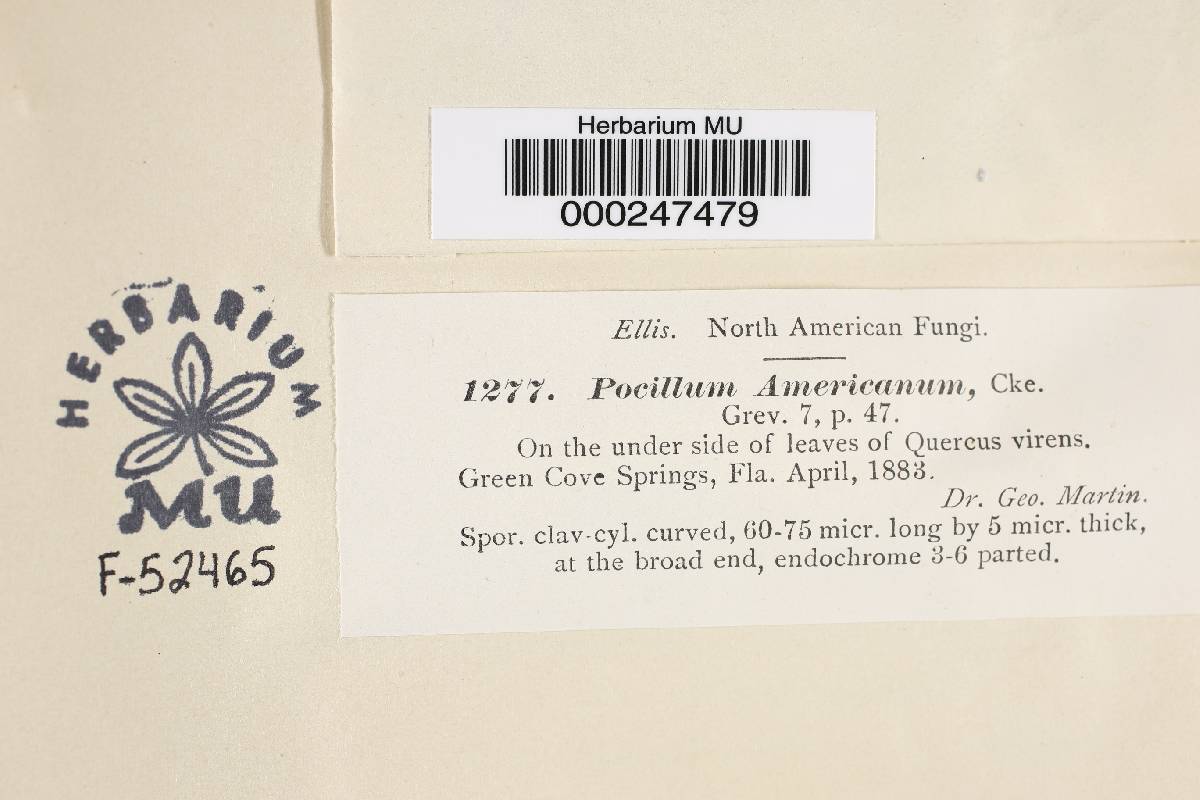 Herbarium MU
000247479
HERBARIUM
MU
F-52465
Ellis. North American Fungi.
1277. Pocillum Americanum, Cke.
Grev. 7, p. 47.
On the under side of leaves of Quercus virens.
Green Cove Springs, Fla. April, 1883.
Dr. Geo. Martin.
Spor. clav-cyl. curved, 60-75 micr. long by 5 micr. thick,
at the broad end, endochrome 3-6 parted.